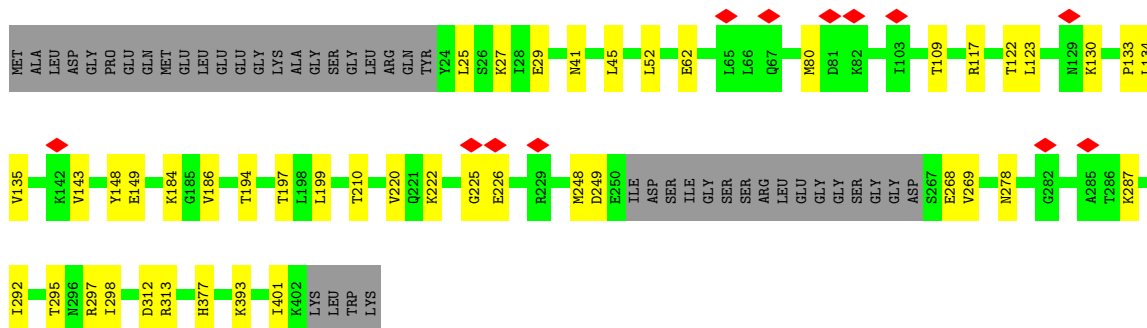 MET ALA LEU ASP GLY PRO GLU GLU GLN MET GLU LEU GLU GLU GLY LYS ALA GLY SER GLY LEU ARG GLN TYR Y24 L25 S26 K27 I28 E29 N41 L45 L52 E62 L65 L66 Q67 M80 D81 K82 I103 T109 R117 T122 L123 N129 K130 P133
V135 K142 V143 Y148 E149 K184 G185 V186 T194 T197 L198 L199 T210 V220 Q221 K222 G225 E226 R229 M248 D249 E250 ILE ASP SER ILE GLY SER SER ARG LEU GLU GLY GLY SER GLY GLY ASP S267 E268 V269 N278 G282 A285 T286 K287
I292 T295 N296 R297 I298 D312 R313 H377 K393 I401 K402 LYS LEU TRP LYS